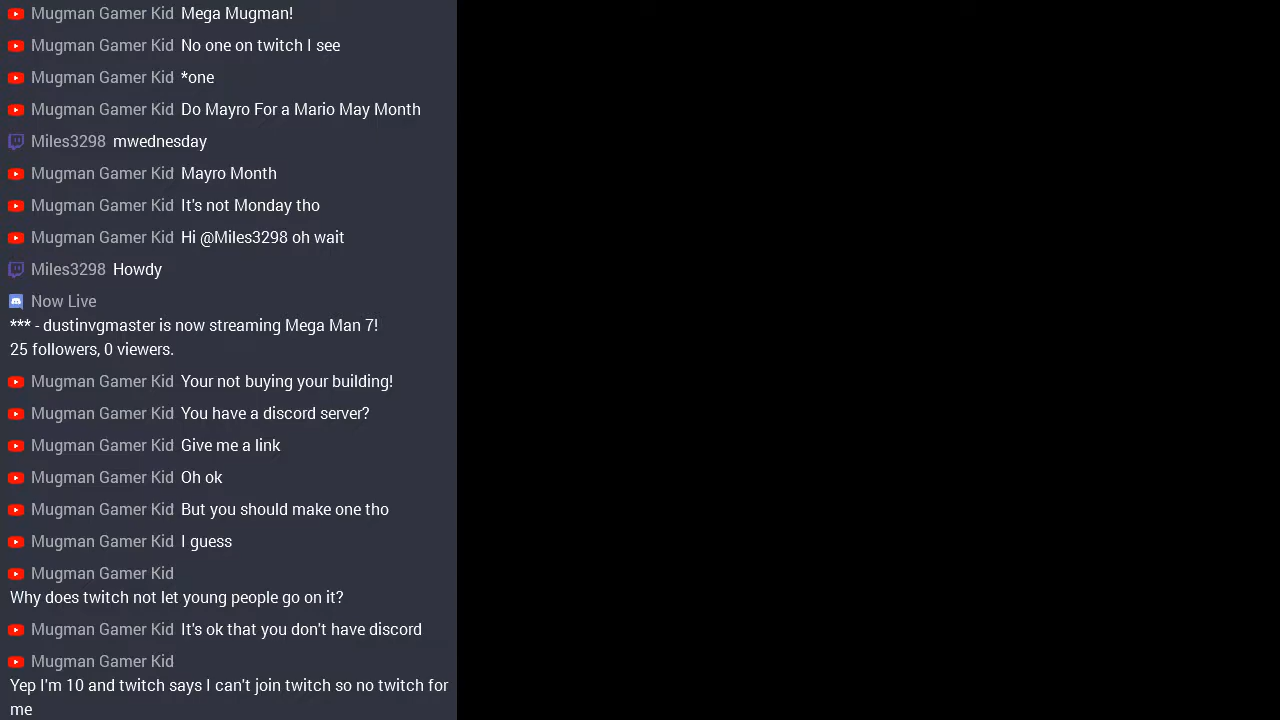 Mugman Gamer Kid Mega Mugman!
Mugman Gamer Kid No one on twitch I see
Mugman Gamer Kid *one
Mugman Gamer Kid Do Mayro For a Mario May Month
Miles3298 mwednesday
Mugman Gamer Kid Mayro Month
Mugman Gamer Kid It's not Monday tho
Mugman Gamer Kid Hi @Miles3298 oh wait
Miles3298 Howdy
Now Live
*** - dustinvgmaster is now streaming Mega Man 7!
25 followers, 0 viewers.
Mugman Gamer Kid Your not buying your building!
Mugman Gamer Kid You have a discord server?
Mugman Gamer Kid Give me a link
Mugman Gamer Kid Oh ok
Mugman Gamer Kid But you should make one tho
Mugman Gamer Kid I guess
Mugman Gamer Kid
Why does twitch not let young people go on it?
Mugman Gamer Kid It's ok that you don't have discord
Mugman Gamer Kid
Yep I'm 10 and twitch says I can't join twitch so no twitch for
me